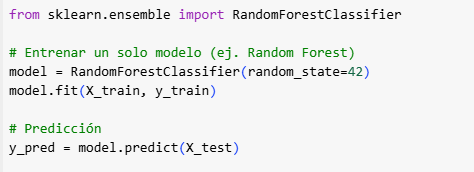 from sklearn.ensemble import RandomForestClassifier
# Entrenar un solo modelo (ej. Random Forest)
model = RandomForestClassifier(random_state=42)
model.fit(X_train, y_train)
# Predicción
y_pred = model.predict(X_test)